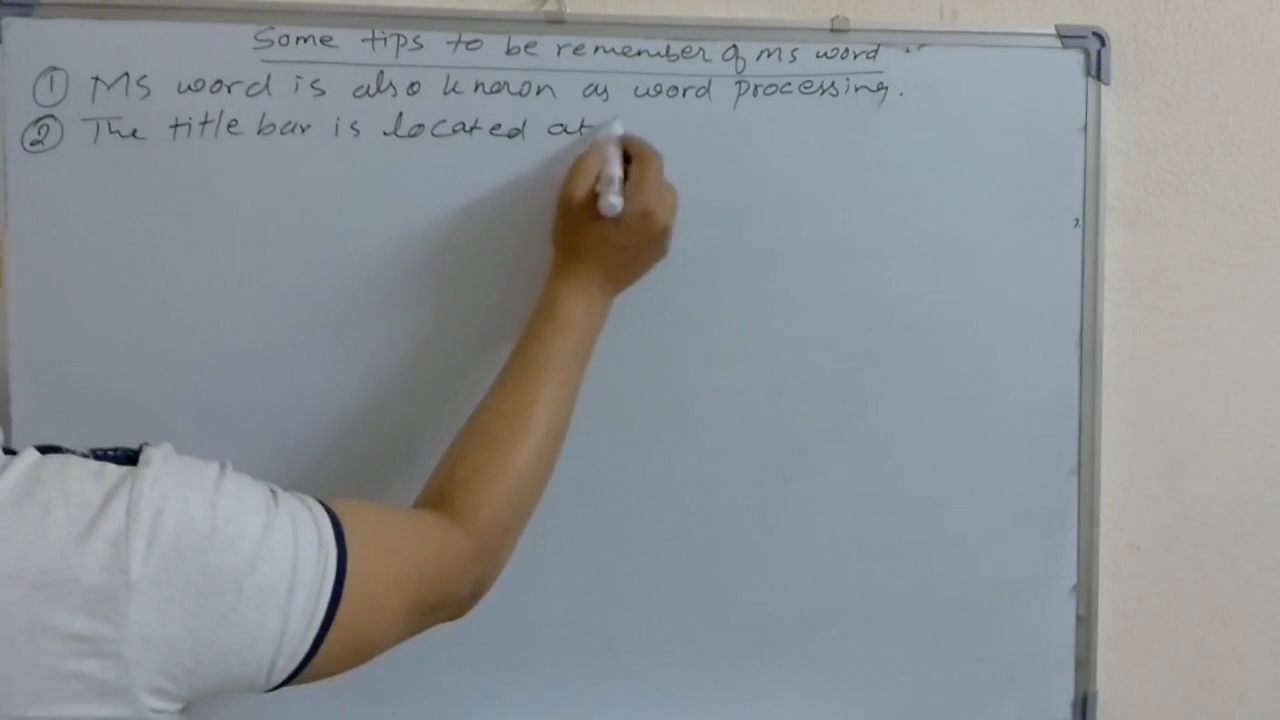 Some tips to be remember of MS word
① MS word is also known as word processing.
② The title bar is located at